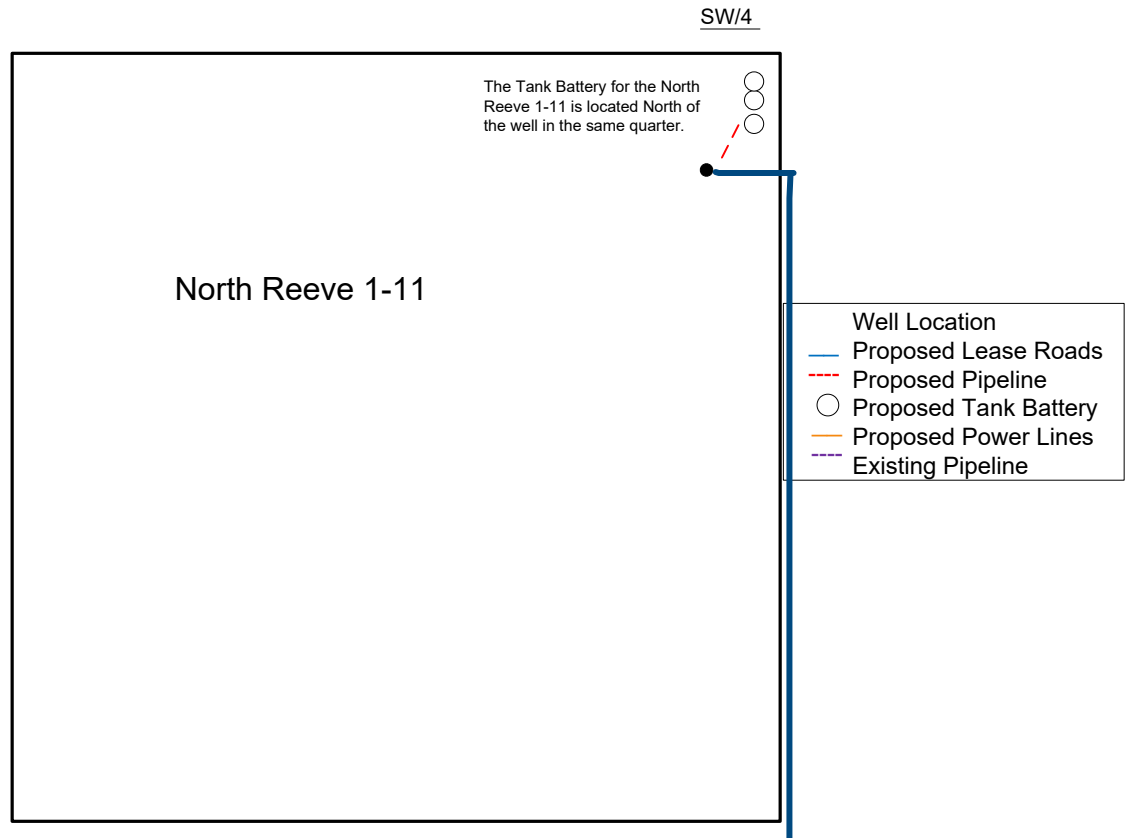 SW/4
The Tank Battery for the North
Reeve 1-11 is located North of
the well in the same quarter.
North Reeve 1-11
Well Location
Proposed Lease Roads
Proposed Pipeline
Proposed Tank Battery
Proposed Power Lines
Existing Pipeline